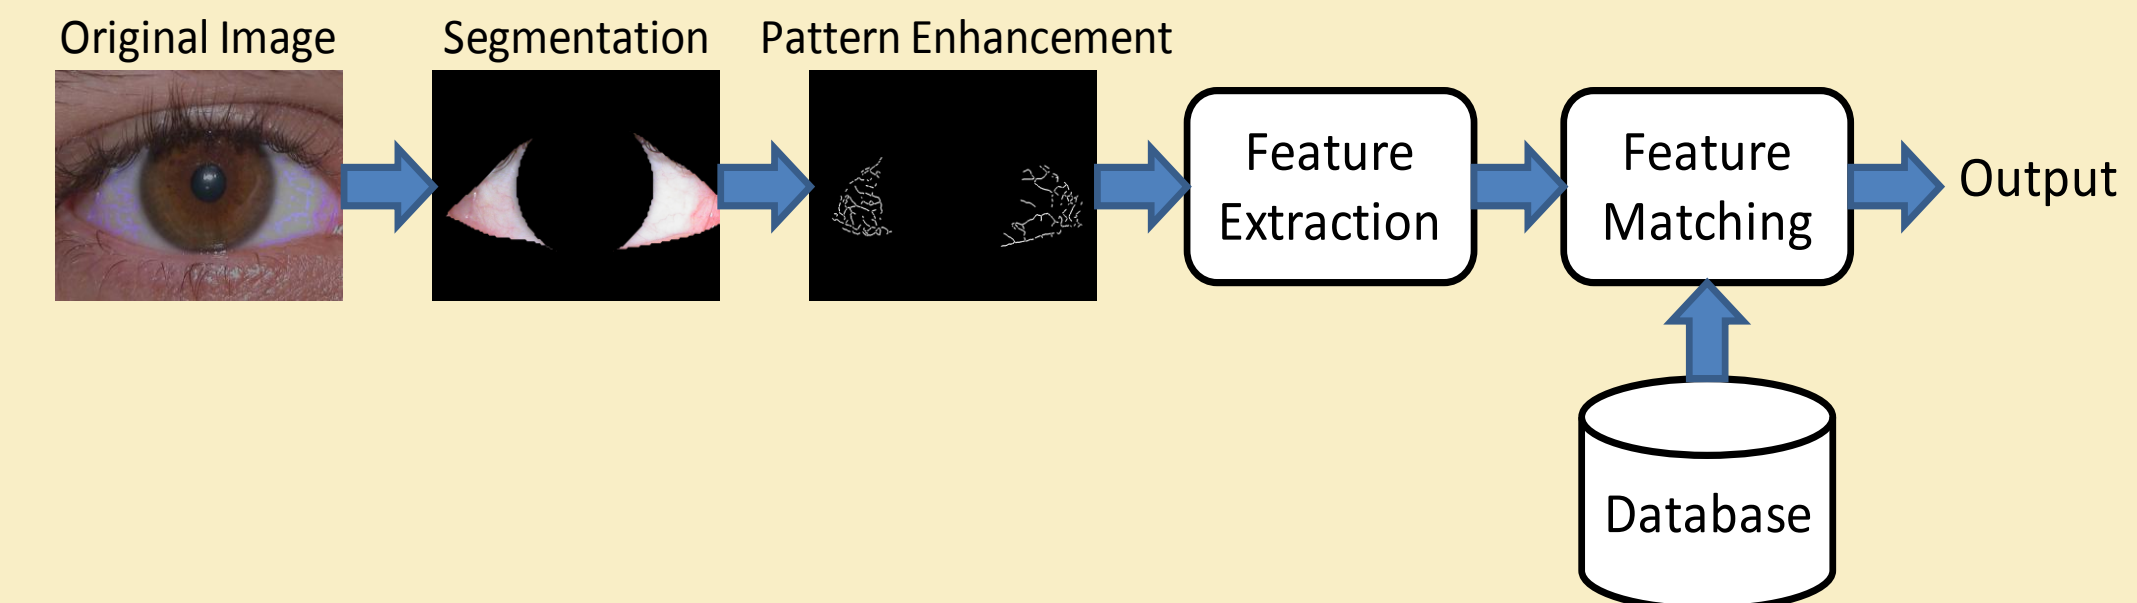 Original Image
Segmentation
Pattern Enhancement
Feature
Extraction
Feature
Matching
Output
Database